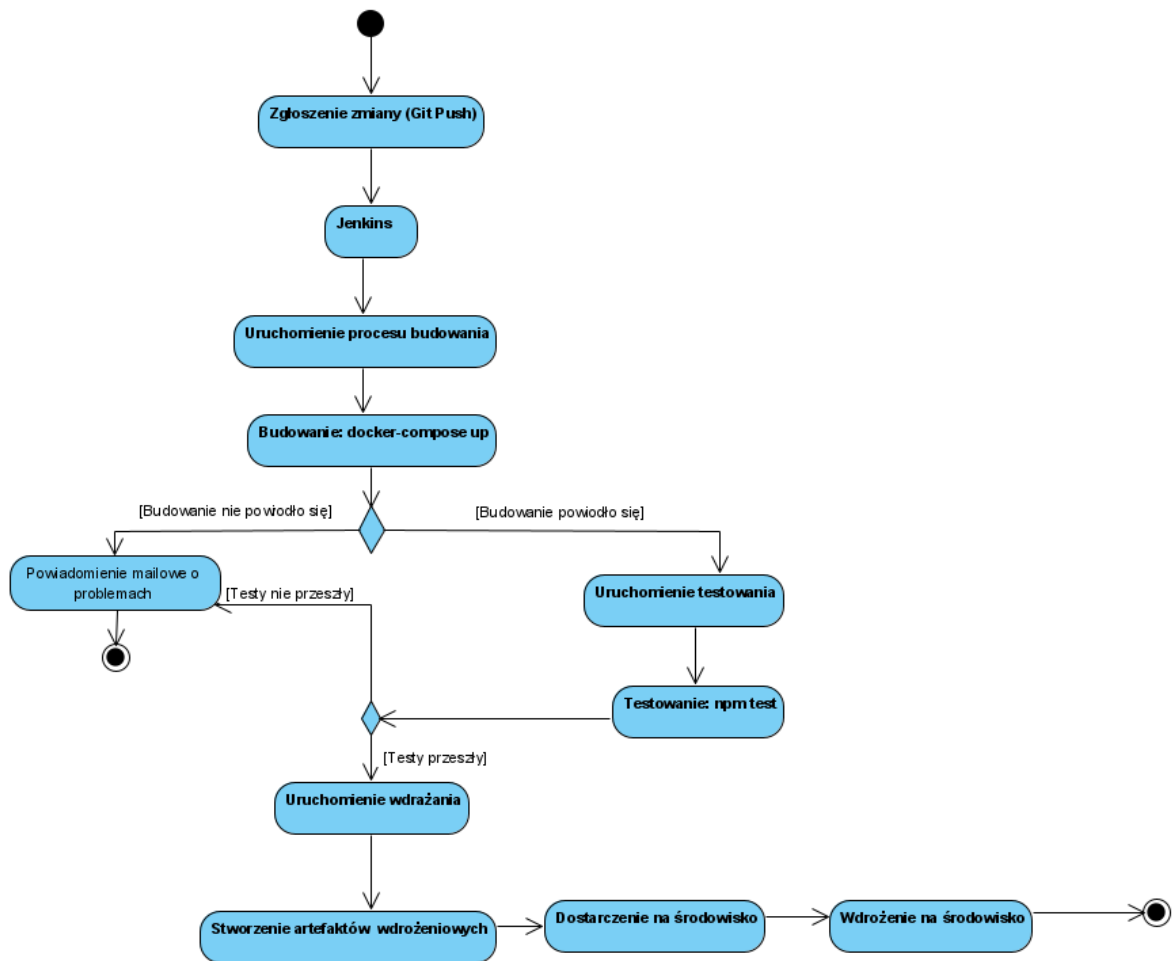 Zgłoszenie zmiany (Git Push)
Jenkins
Uruchomienie procesu budowania
Budowanie: docker-compose up
[Budowanie nie powiodło się]
[Budowanie powiodło się]
Powiadomienie mailowe o
problemach
[Testy nie przeszły]
Uruchomienie testowania
Testowanie: npm test
[Testy przeszły]
Uruchomienie wdrażania
Stworzenie artefaktów wdrożeniowych
Dostarczenie na środowisko
Wdrożenie na środowisko